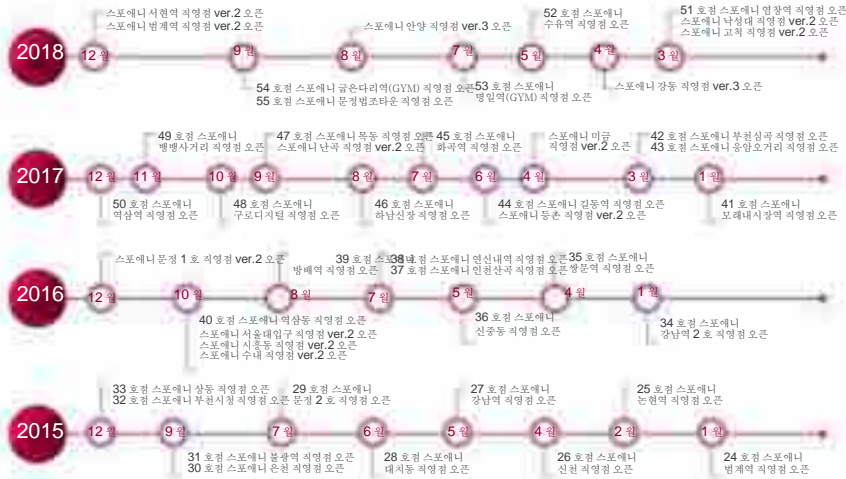 스포애니 서현역 직영점 ver.2 오픈
스포애니 범계역 직영점 ver.2 오픈
스포애니 안양 직영점 ver.3 오픈
52 호점 스포애니
수유역 직영점 오픈
51 호점 스포애니 염창역 직영점 오픈
스포애니 낙성대 직영점 ver.2 오픈
스포애니 고척 직영점 ver.2 오픈
2018
12 월
9 월
8 월
7 월
5 월
4 월
3 월
54 호점 스포애니 굽은다리역(GYM) 직영점 오픈
55 호점 스포애니 문정법조타운 직영점 오픈
53 호점 스포애니
명일역(GYM) 직영점 오픈
스포애니 강동 직영점 ver.3 오픈
49 호점 스포애니
뱅뱅사거리 직영점 오픈
47 호점 스포애니 목동 직영점 오픈
스포애니 난곡 직영점 ver.2 오픈
45 호점 스포애니
화곡역 직영점 오픈
스포애니 미금
직영점 ver.2 오픈
42 호점 스포애니 부천심곡 직영점 오픈
43 호점 스포애니 응암오거리 직영점 오픈
2017
12 월
11 월
10 월
9 월
8 월
7 월
6 월
4 월
3 월
1 월
50 호점 스포애니
역삼역 직영점 오픈
48 호점 스포애니
구로디지털 직영점 오픈
46 호점 스포애니
하남신장 직영점 오픈
44 호점 스포애니 길동역 직영점 오픈
스포애니 등촌 직영점 ver.2 오픈
41 호점 스포애니
모래내시장역 직영점 오픈
스포애니 문정 1 호 직영점 ver.2 오픈
39 호점 스포애니
방배역 직영점 오픈
38 호점 스포애니 연신내역 직영점 오픈
37 호점 스포애니 인천산곡 직영점 오픈
35 호점 스포애니
쌍문역 직영점 오픈
2016
12 월
10 월
8 월
7 월
5 월
4 월
1 월
40 호점 스포애니 역삼동 직영점 오픈
스포애니 서울대입구 직영점 ver.2 오픈
스포애니 시흥동 직영점 ver.2 오픈
스포애니 수내 직영점 ver.2 오픈
36 호점 스포애니
신중동 직영점 오픈
34 호점 스포애니
강남역 2 호 직영점 오픈
33 호점 스포애니 상동 직영점 오픈
32 호점 스포애니 부천시청 직영점 오픈
29 호점 스포애니
문정 2 호 직영점 오픈
27 호점 스포애니
강남역 직영점 오픈
25 호점 스포애니
논현역 직영점 오픈
2015
12 월
9 월
7 월
6 월
5 월
4 월
2 월
1 월
31 호점 스포애니 불광역 직영점 오픈
30 호점 스포애니 은천 직영점 오픈
28 호점 스포애니
대치동 직영점 오픈
26 호점 스포애니
신천 직영점 오픈
24 호점 스포애니
범계역 직영점 오픈